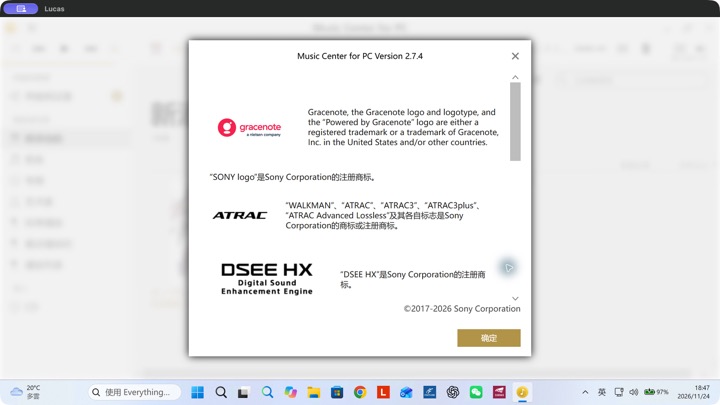 Lucas
Music Center for PC
Music Center for PC Version 2.7.4
gracenote
a nielsen company
Gracenote, the Gracenote logo and logotype, and
the "Powered by Gracenote" logo are either a
registered trademark or a trademark of Gracenote,
Inc. in the United States and/or other countries.
"SONY logo"是Sony Corporation的注册商标。
ATRAC
"WALKMAN"、"ATRAC"、"ATRAC3"、"ATRAC3plus"、
"ATRAC Advanced Lossless"及其各自标志是Sony
Corporation的商标或注册商标。
DSEE HX
Digital Sound
Enhancement Engine
"DSEE HX"是Sony Corporation的注册商
标。
©2017-2026 Sony Corporation
确定
20°C
多云
使用 Everything...
英
97%
18:47
2026/11/24